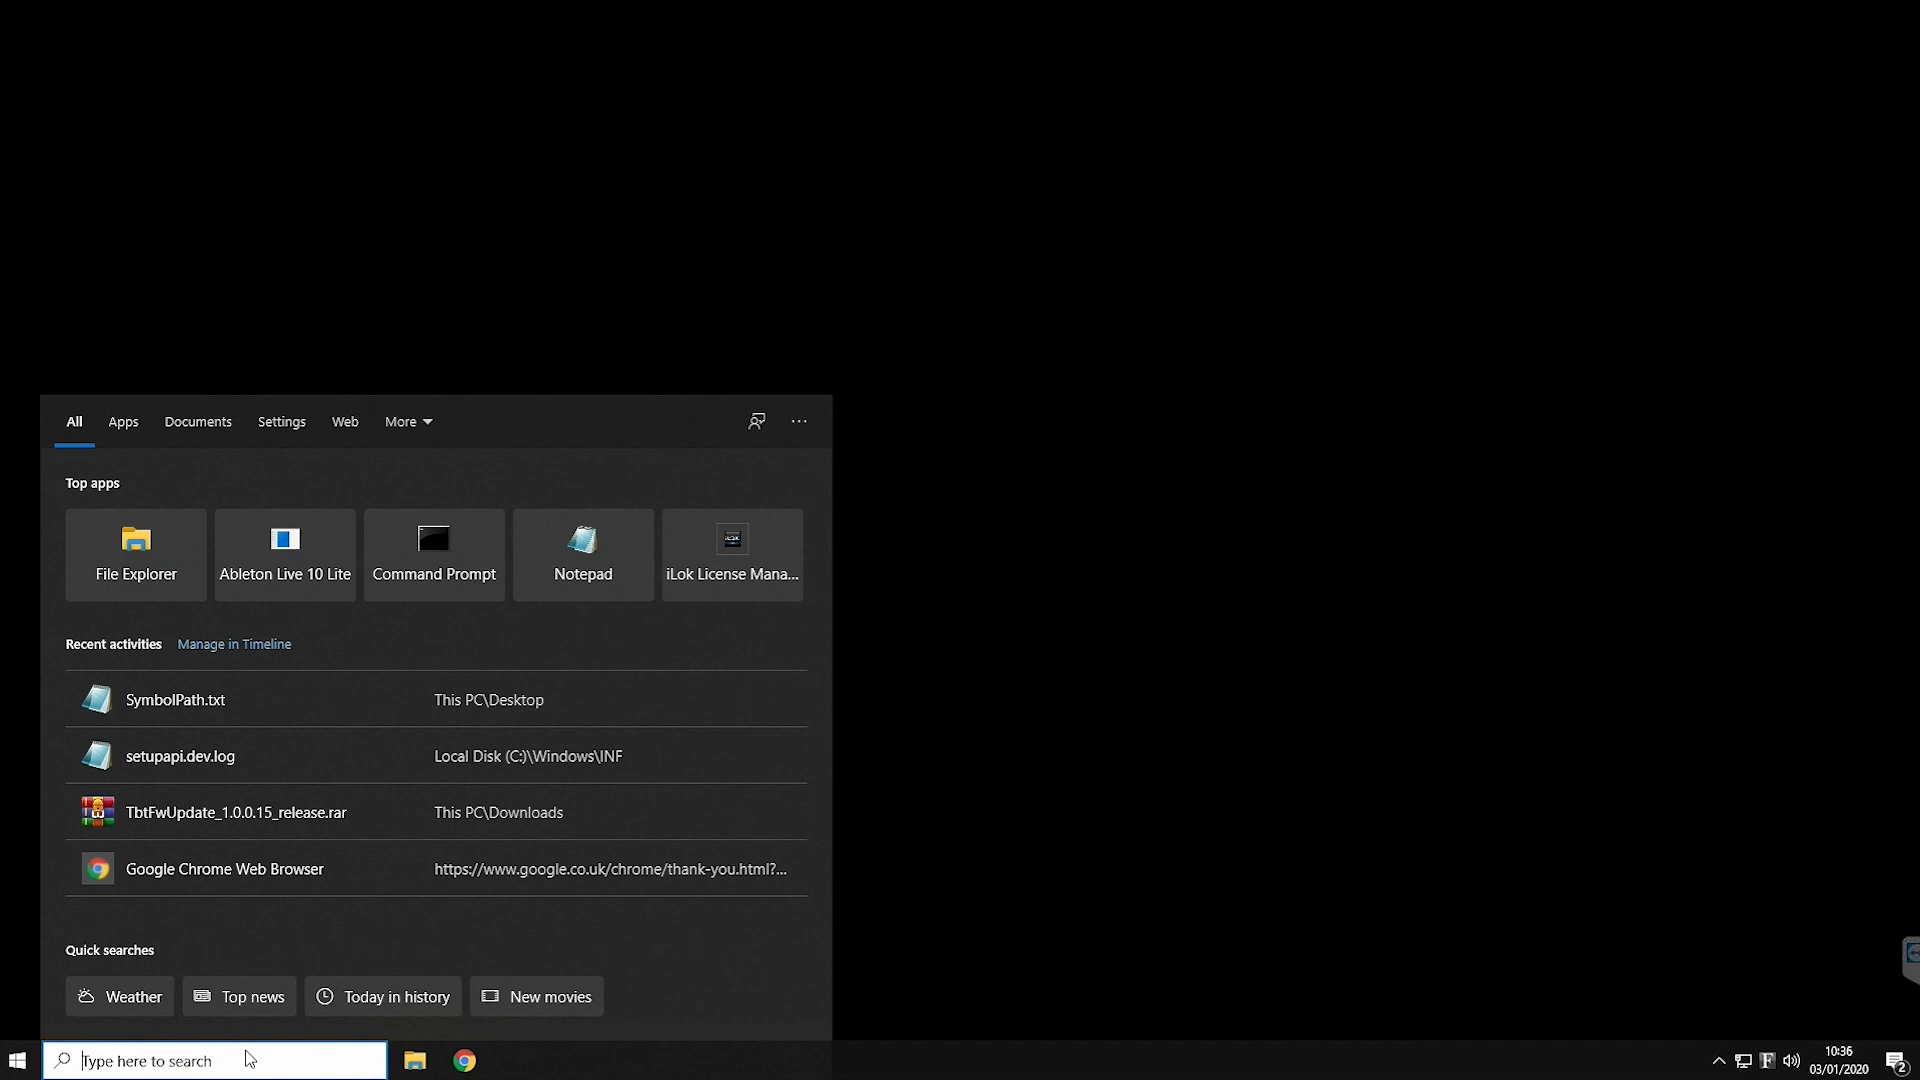 All Apps Documents Settings Web More
Top apps
File Explorer Ableton Live 10 Lite Command Prompt Notepad iLok License Mana...
Recent activities Manage in Timeline
SymbolPath.txt This PC\Desktop
setupapi.dev.log Local Disk (C:)\Windows\INF
TbtFwUpdate_1.0.0.15_release.rar This PC\Downloads
Google Chrome Web Browser https://www.google.co.uk/chrome/thank-you.html?...
Quick searches
Weather Top news Today in history New movies
Type here to search
10:36
03/01/2020
2